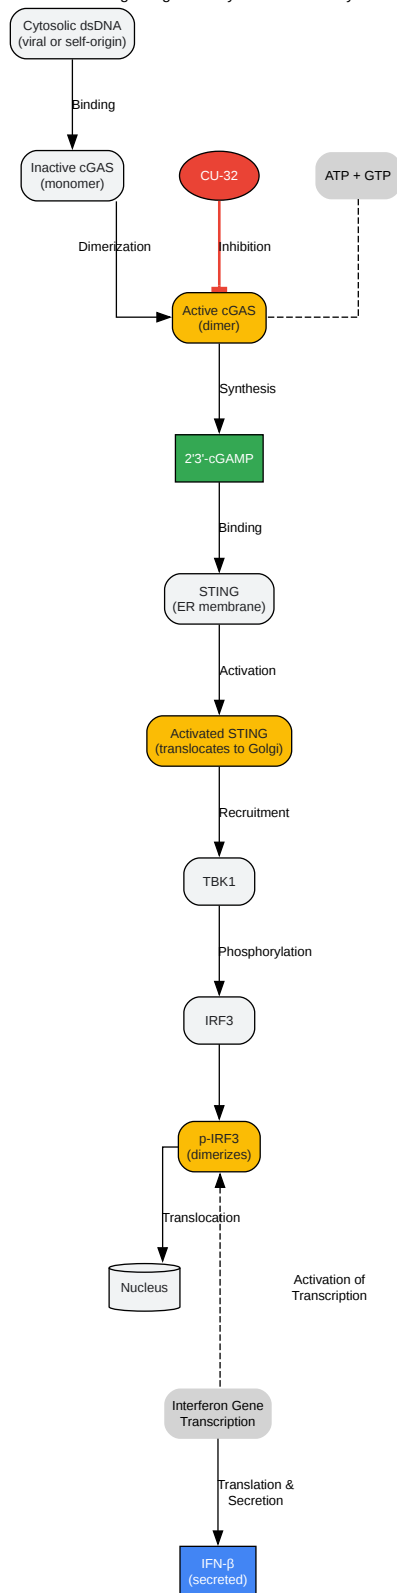 Cytosolic dsDNA
(viral or self-origin)
Binding
Inactive cGAS
(monomer)
CU-32
ATP + GTP
Dimerization
Inhibition
Active cGAS
(dimer)
Synthesis
2'3'-cGAMP
Binding
STING
(ER membrane)
Activation
Activated STING
(translocates to Golgi)
Recruitment
TBK1
Phosphorylation
IRF3
p-IRF3
(dimerizes)
Translocation
Nucleus
Activation of
Transcription
Interferon Gene
Transcription
Translation &
Secretion
IFN-β
(secreted)